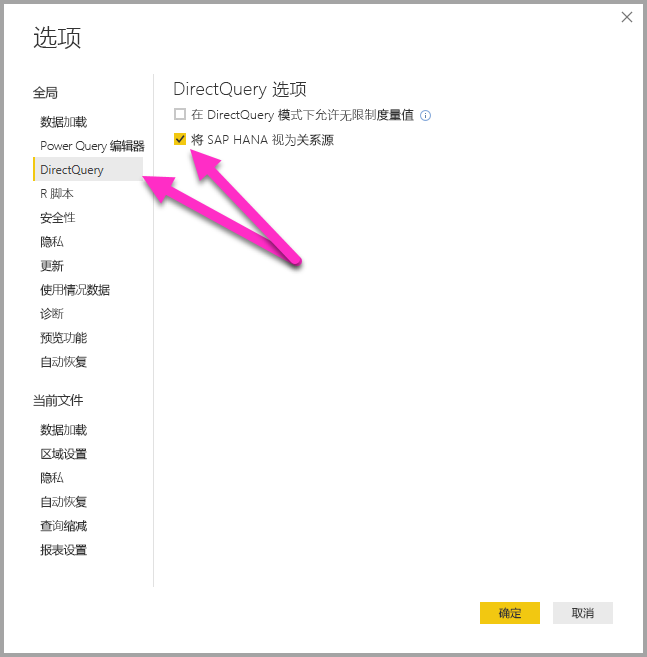 选项
全局
数据加载
Power Query 编辑器
DirectQuery
R 脚本
安全性
隐私
更新
使用情况数据
诊断
预览功能
自动恢复
当前文件
数据加载
区域设置
隐私
自动恢复
查询缩减
报表设置
DirectQuery 选项
在 DirectQuery 模式下允许无限制度量值
将 SAP HANA 视为关系源
确定
取消